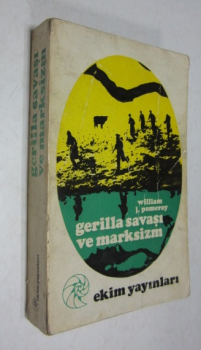 gerilla savaşı
ve marksizm
william
j. pomeroy
gerilla savaşı
ve marksizm
ekim yayınları